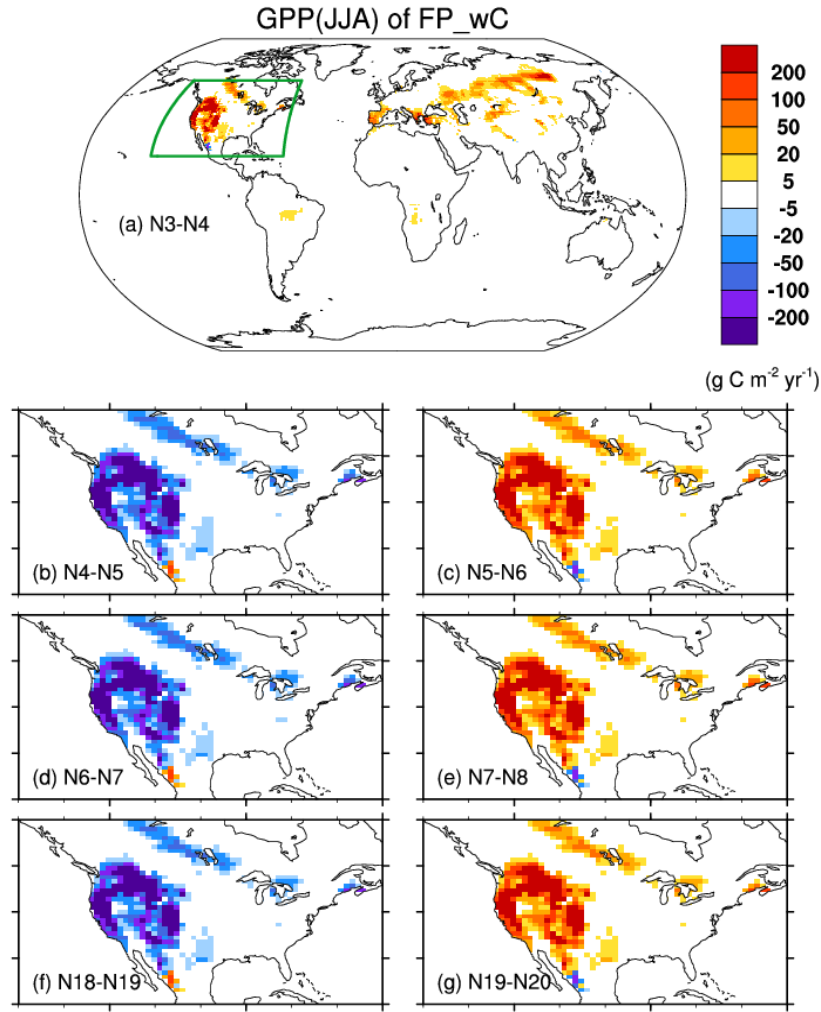 GPP(JJA) of FP_wC
(a) N3-N4
200
100
50
20
5
-5
-20
-50
-100
-200
(g C m⁻² yr⁻¹)
(b) N4-N5
(c) N5-N6
(d) N6-N7
(e) N7-N8
(f) N18-N19
(g) N19-N20